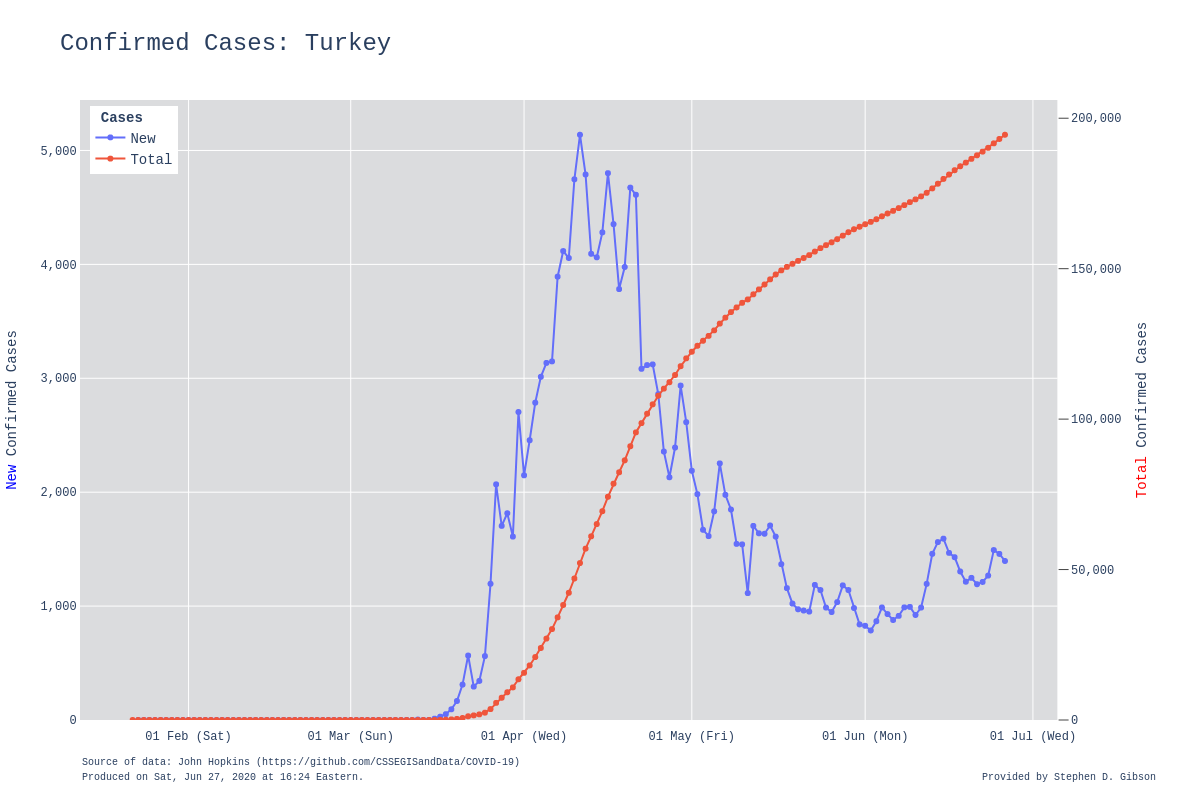 Confirmed Cases: Turkey
Cases
New
Total
5,000
4,000
3,000
2,000
1,000
0
New Confirmed Cases
200,000
150,000
100,000
50,000
0
Total Confirmed Cases
01 Feb (Sat)
01 Mar (Sun)
01 Apr (Wed)
01 May (Fri)
01 Jun (Mon)
01 Jul (Wed)
Source of data: John Hopkins (https://github.com/CSSEGISandData/COVID-19)
Produced on Sat, Jun 27, 2020 at 16:24 Eastern.
Provided by Stephen D. Gibson